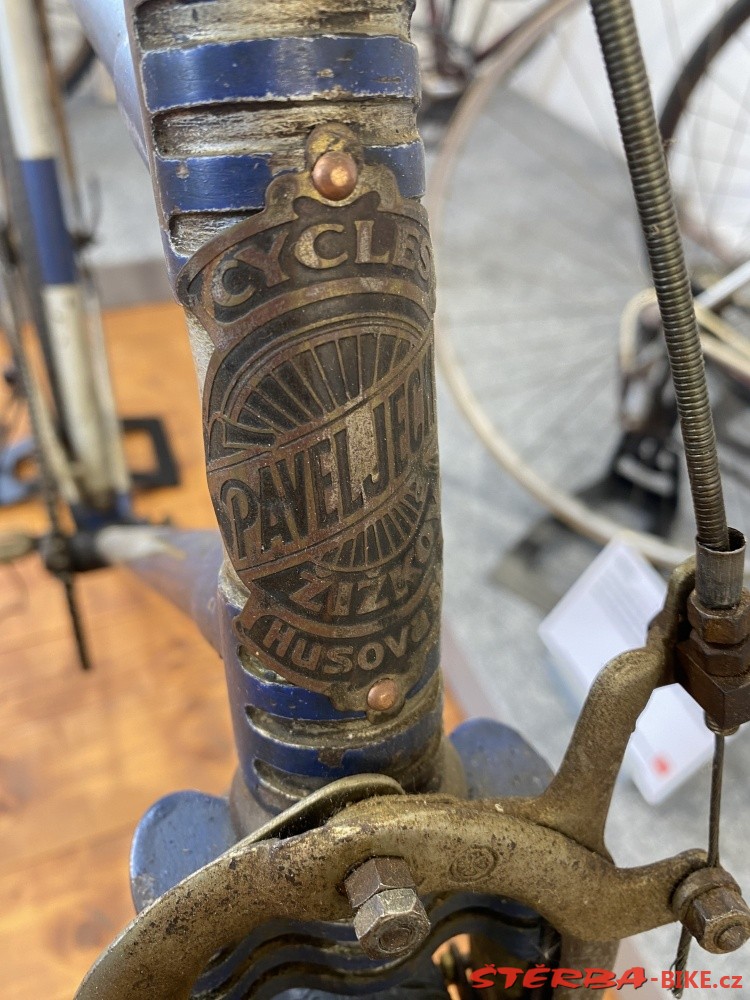 CYCLES
PAVEL JECH
ŽIŽKOV
HUSOVA
ŠTĚRBA-BIKE.cz